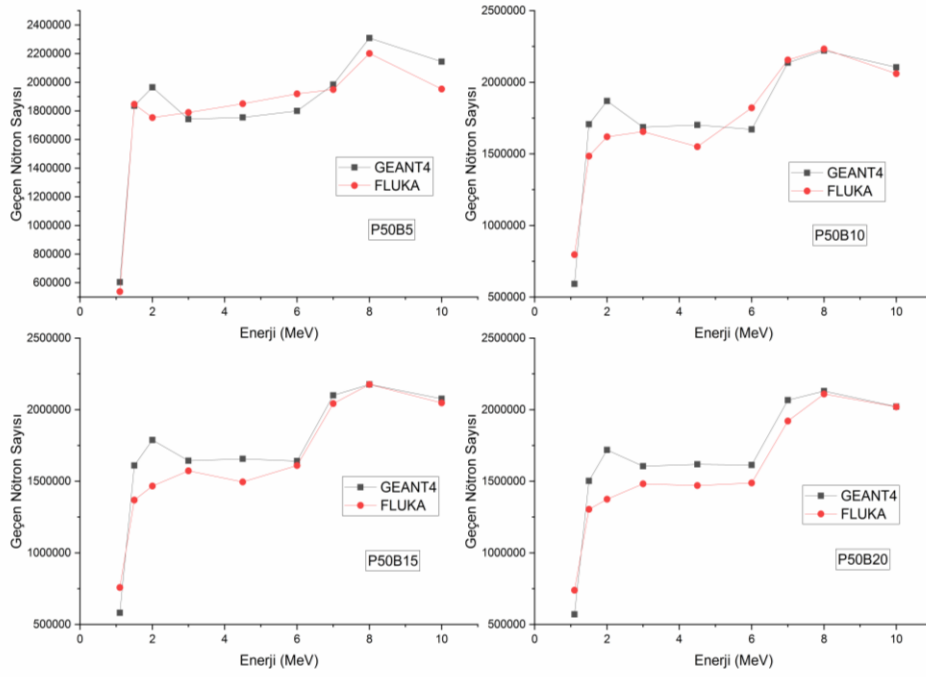 2400000
2200000
2000000
1800000
1600000
1400000
1200000
1000000
800000
600000
Geçen Nötron Sayısı
GEANT4
FLUKA
P50B5
0 2 4 6 8 10
Enerji (MeV)
2500000
2000000
1500000
1000000
500000
Geçen Nötron Sayısı
GEANT4
FLUKA
P50B10
0 2 4 6 8 10
Enerji (MeV)
2500000
2000000
1500000
1000000
500000
Geçen Nötron Sayısı
GEANT4
FLUKA
P50B15
0 2 4 6 8 10
Enerji (MeV)
2500000
2000000
1500000
1000000
500000
Geçen Nötron Sayısı
GEANT4
FLUKA
P50B20
0 2 4 6 8 10
Enerji (MeV)